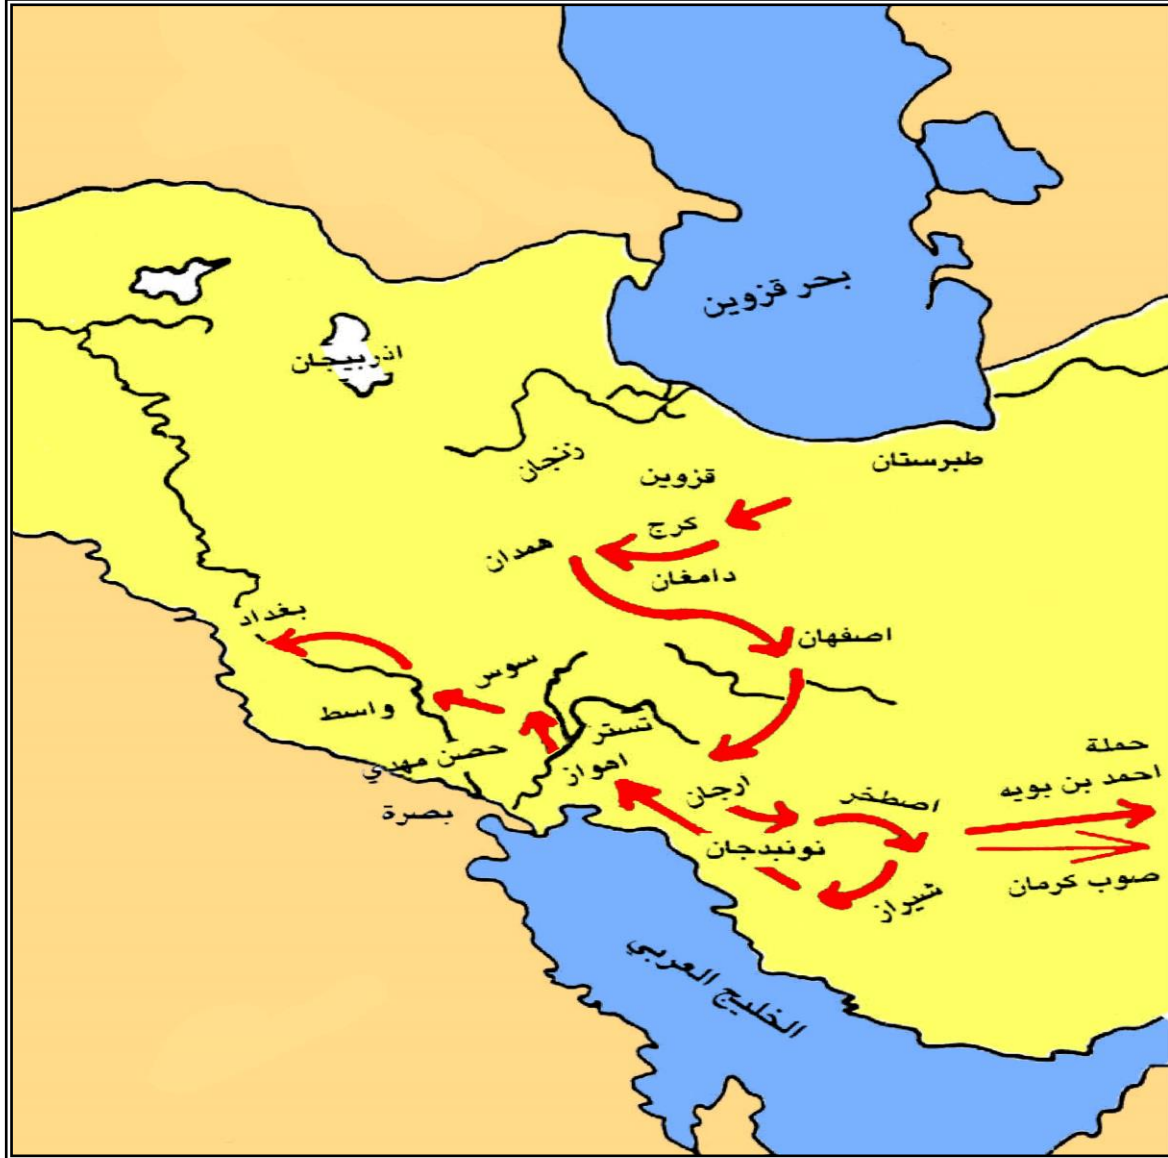 بحر قزوين
اذربيجان
زنجان
قزوين
طبرستان
كرج
همدان
دامغان
اصفهان
بغداد
سوس
واسط
تستر
حصن مهدي
اهواز
بصرة
ارجان
اصطخر
نونبدجان
شيراز
حملة
احمد بن بويه
صوب كرمان
الخليج العربي